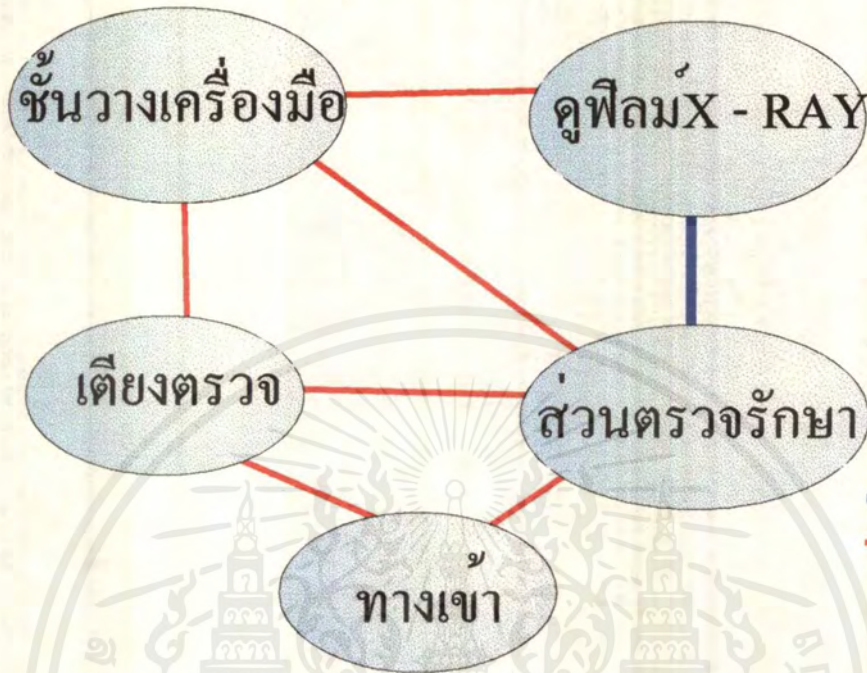 ชั้นวางเครื่องมือ
ดูฟีลม์X - RAY
เตียงตรวจ
ส่วนตรวจรักษา
ทางเข้า